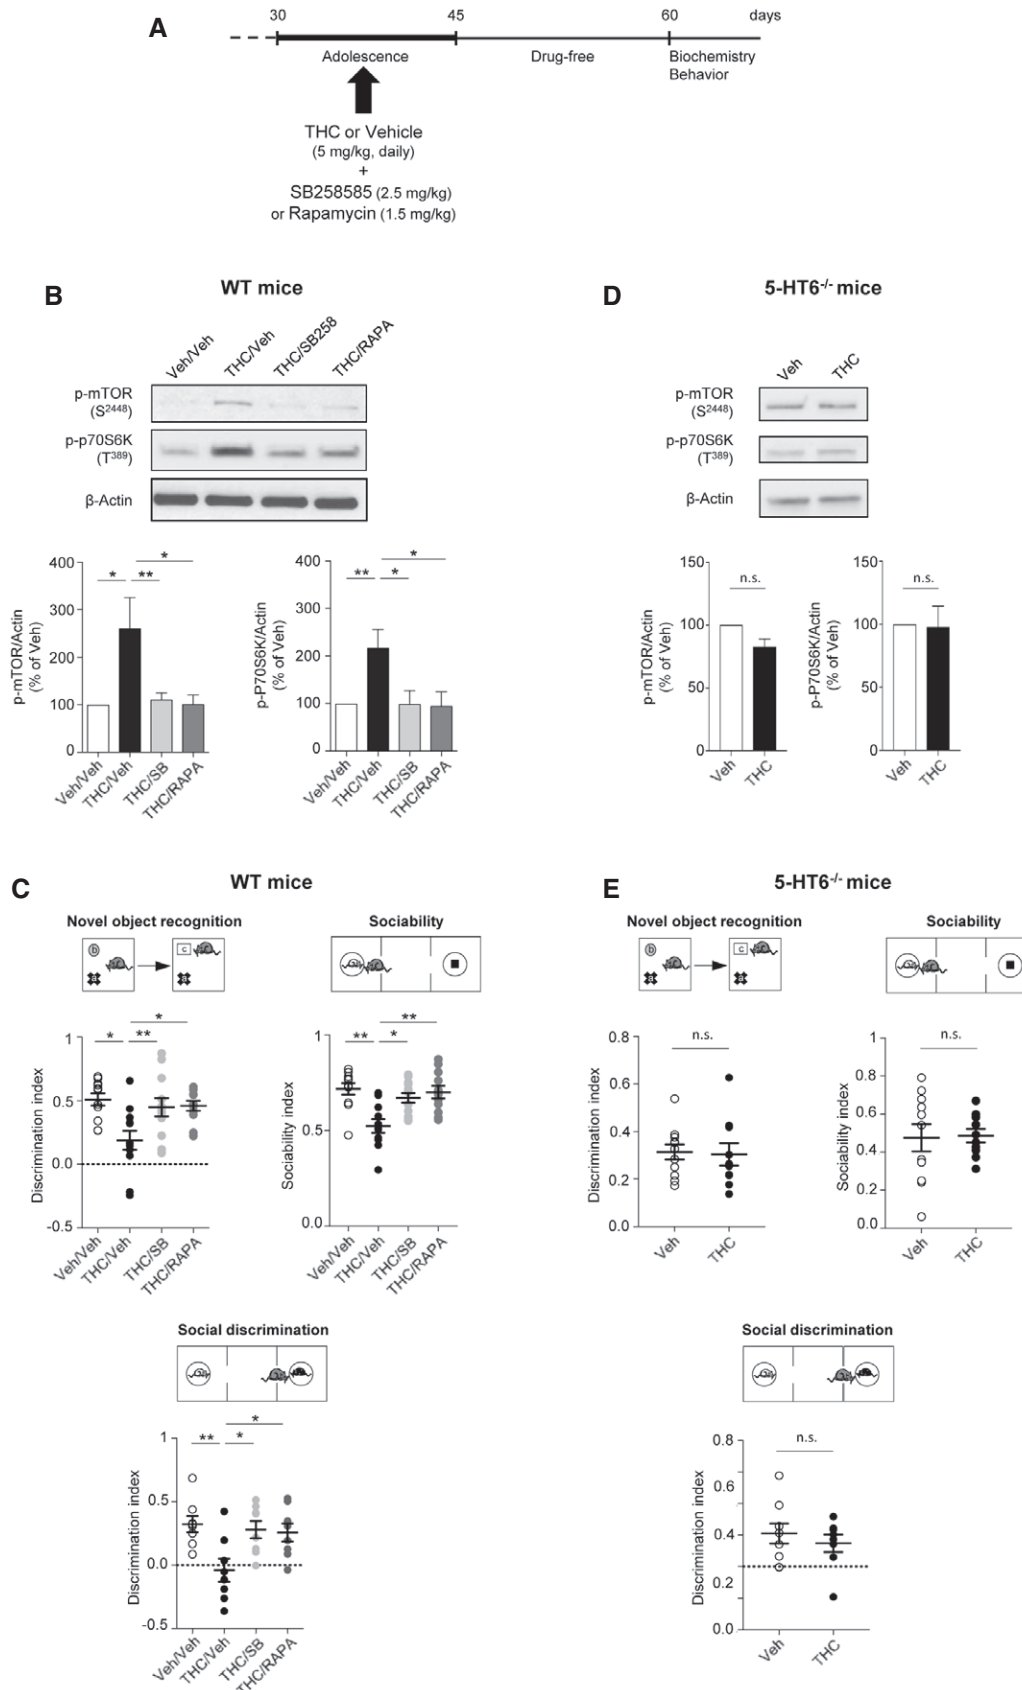 A
30 45 60 days
Adolescence Drug-free Biochemistry
Behavior
THC or Vehicle
(5 mg/kg, daily)
+
SB258585 (2.5 mg/kg)
or Rapamycin (1.5 mg/kg)
B
WT mice
Veh/Veh THC/Veh THC/SB258 THC/RAPA
p-mTOR
(S2448)
p-p70S6K
(T389)
β-Actin
p-mTOR/Actin
(% of Veh)
400
300
200
100
0
* ** *
Veh/Veh THC/Veh THC/SB THC/RAPA
p-P70S6K/Actin
(% of Veh)
400
300
200
100
0
** * *
Veh/Veh THC/Veh THC/SB THC/RAPA
D
5-HT6-/- mice
Veh THC
p-mTOR
(S2448)
p-p70S6K
(T389)
β-Actin
p-mTOR/Actin
(% of Veh)
150
100
50
0
n.s.
Veh THC
p-P70S6K/Actin
(% of Veh)
150
100
50
0
n.s.
Veh THC
C
WT mice
Novel object recognition
b c
Discrimination index
1
0.5
0.0
-0.5
* ** *
Veh/Veh THC/Veh THC/SB THC/RAPA
Sociability
Sociability index
1
0.5
0.0
** * **
Veh/Veh THC/Veh THC/SB THC/RAPA
Social discrimination
Discrimination index
1
0.5
0.0
-0.5
** * *
Veh/Veh THC/Veh THC/SB THC/RAPA
E
5-HT6-/- mice
Novel object recognition
b c
Discrimination index
0.8
0.6
0.4
0.2
0.0
n.s.
Veh THC
Sociability
Sociability index
1
0.8
0.6
0.4
0.2
0.0
n.s.
Veh THC
Social discrimination
Discrimination index
0.8
0.6
0.4
0.2
0.0
n.s.
Veh THC